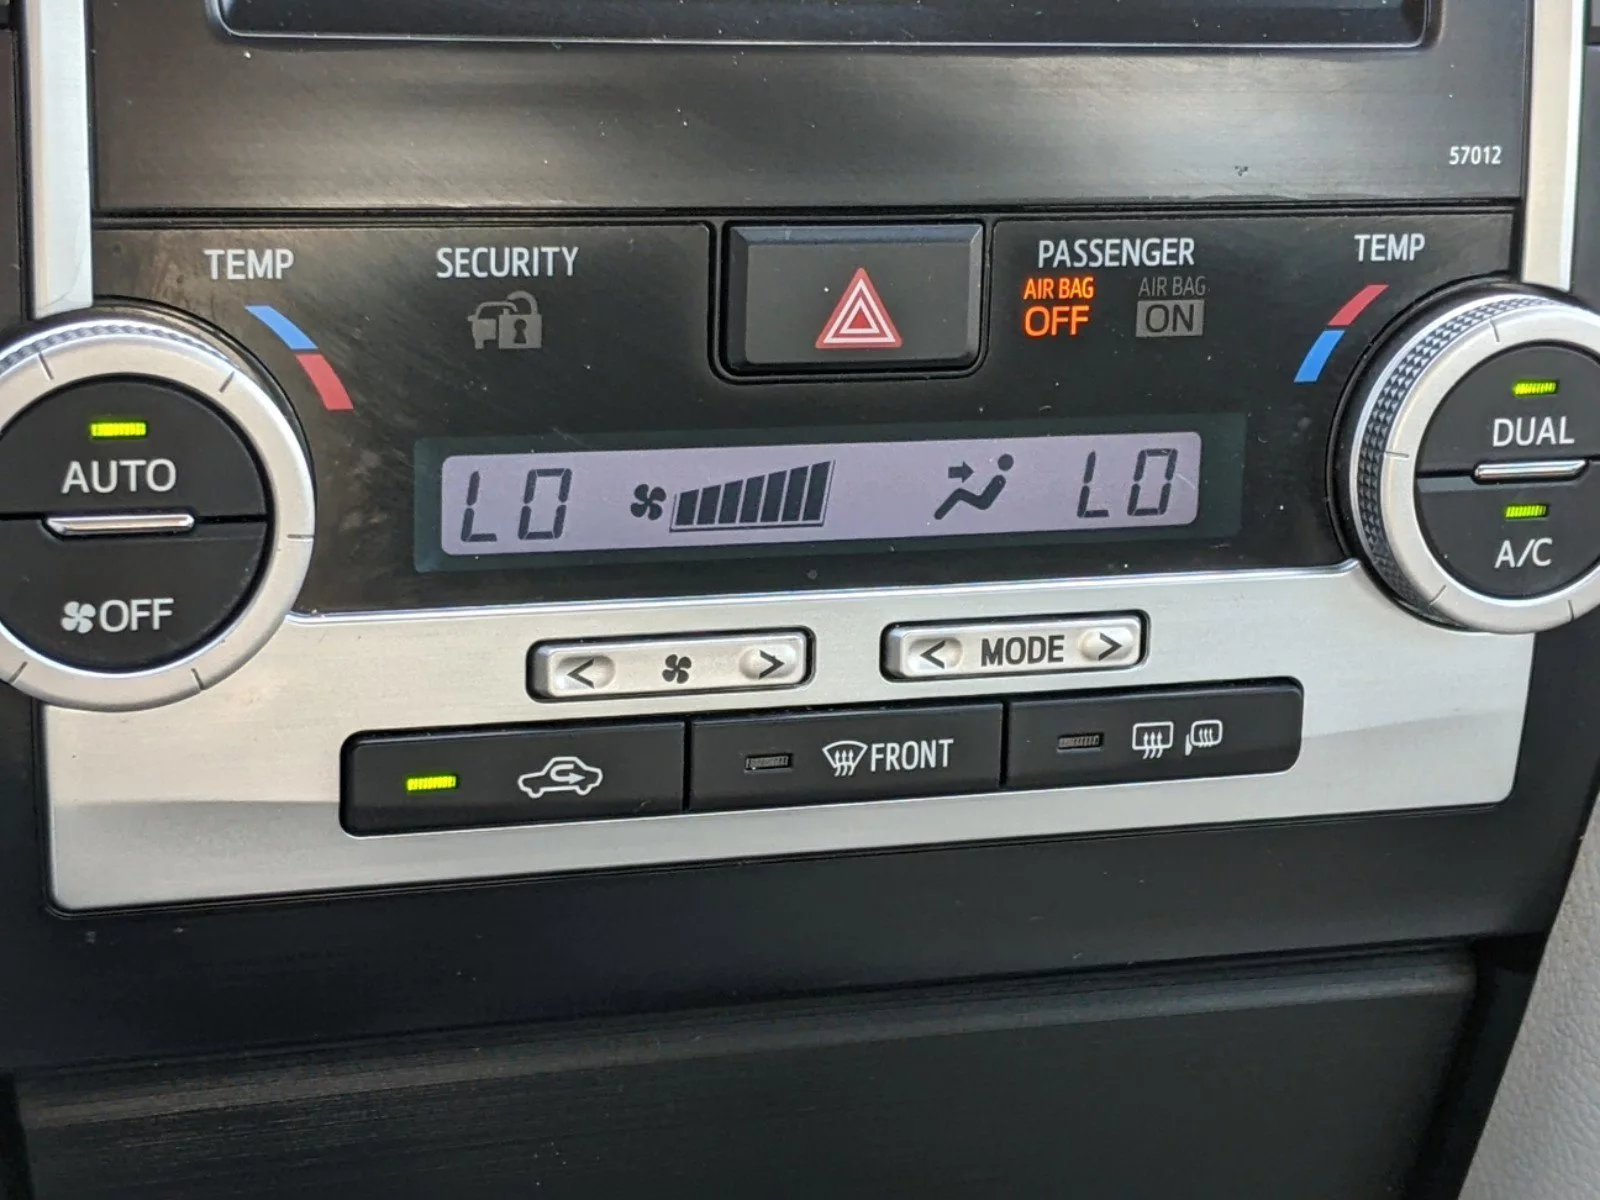 57012
TEMP
SECURITY
PASSENGER
AIR BAG
OFF
AIR BAG
ON
TEMP
AUTO
OFF
LO
LO
DUAL
A/C
< >
< MODE >
FRONT